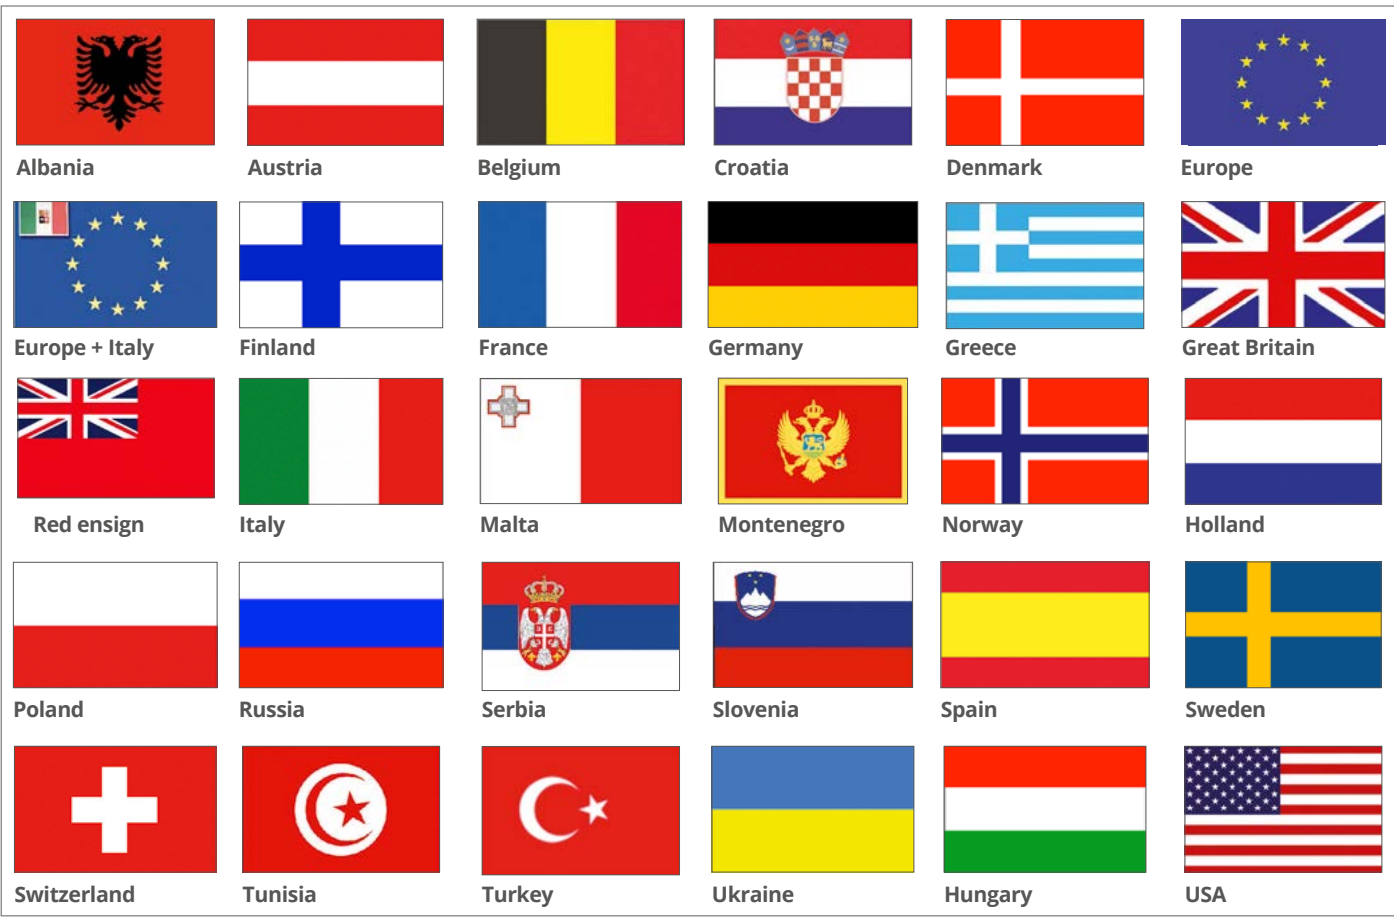 Albania
Austria
Belgium
Croatia
Denmark
Europe
Europe + Italy
Finland
France
Germany
Greece
Great Britain
Red ensign
Italy
Malta
Montenegro
Norway
Holland
Poland
Russia
Serbia
Slovenia
Spain
Sweden
Switzerland
Tunisia
Turkey
Ukraine
Hungary
USA